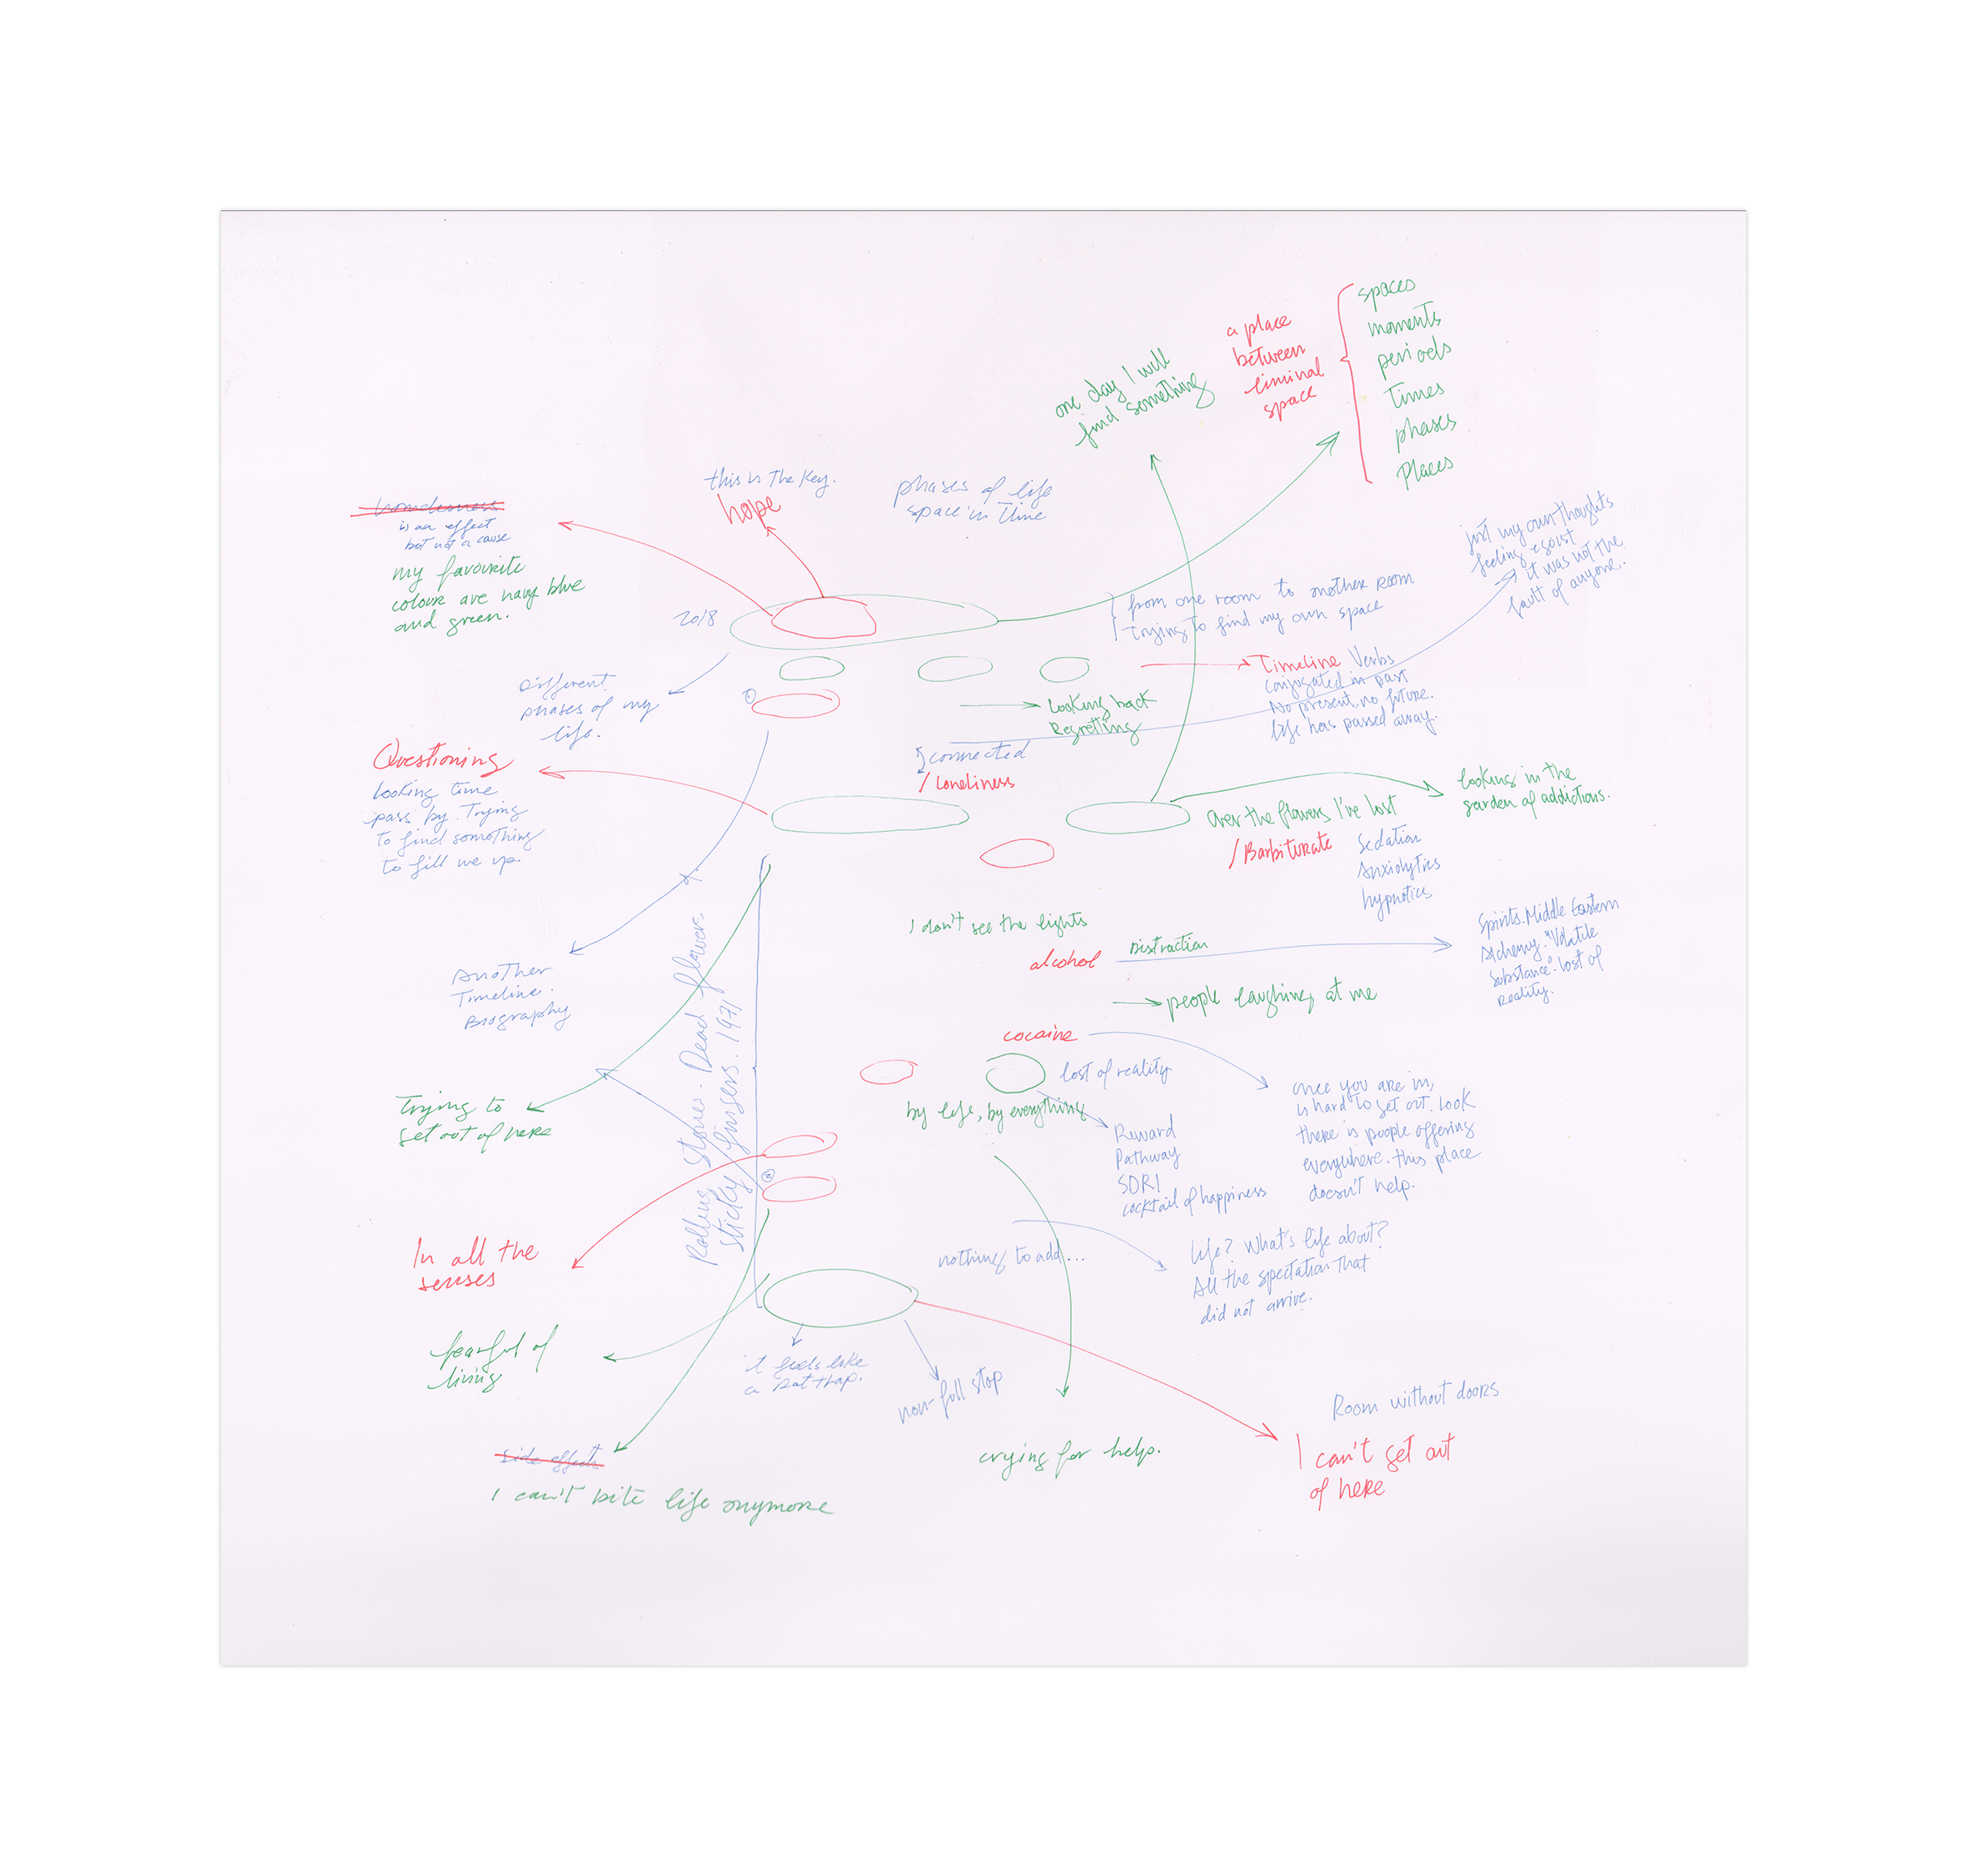 spaces
moments
periods
times
phases
Places
a place
between
liminal
space
one day I will
find something
this is The Key.
hope
phases of life
space in Time
homelessness
is an effect
but not a cause
my favourite
colour are navy blue
and green.
2018
just my own thoughts
feeling egoist
it was not the
fault of anyone.
from one room to another room
trying to find my own space
Different
phases of my
life.
Timeline Verbs
conjugated in past
No present, no future.
life has passed away.
Looking back
Regretting
connected
/ Loneliness
Questioning
looking time
pass by. Trying
to find something
to fill me up.
looking in the
garden of addictions.
Over the flowers I've lost
/ Barbiturate
Sedation
Anxiolytics
hypnotics
I don't see the lights
alcohol
Distraction
Spirits. Middle Eastern
Alchemy. "Volatile
Substance". lost of
reality.
people laughing at me
Another
Timeline.
Biography
Rolling Stones. Dead flowers.
Sticky fingers. 1971
cocaine
lost of reality
by life, by everything
once you are in,
is hard to get out. Look
there is people offering
everywhere. this place
doesn't help.
Reward
Pathway
SDRI
cocktail of happiness
Trying to
get out of here
In all the
senses
nothing to add...
life? What's life about?
All the spectation that
did not arrive.
fearful of
living
it feels like
a rat trap.
non-full stop
Room without doors
I can't get out
of here
crying for help.
side effects
I can't bite life anymore